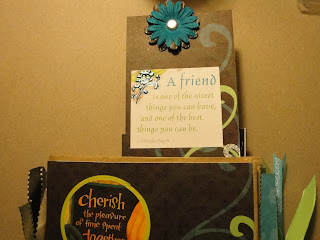 A friend
is one of the nicest
things you can have,
and one of the best
things you can be.
cherish
the pleasure
of time spent
together